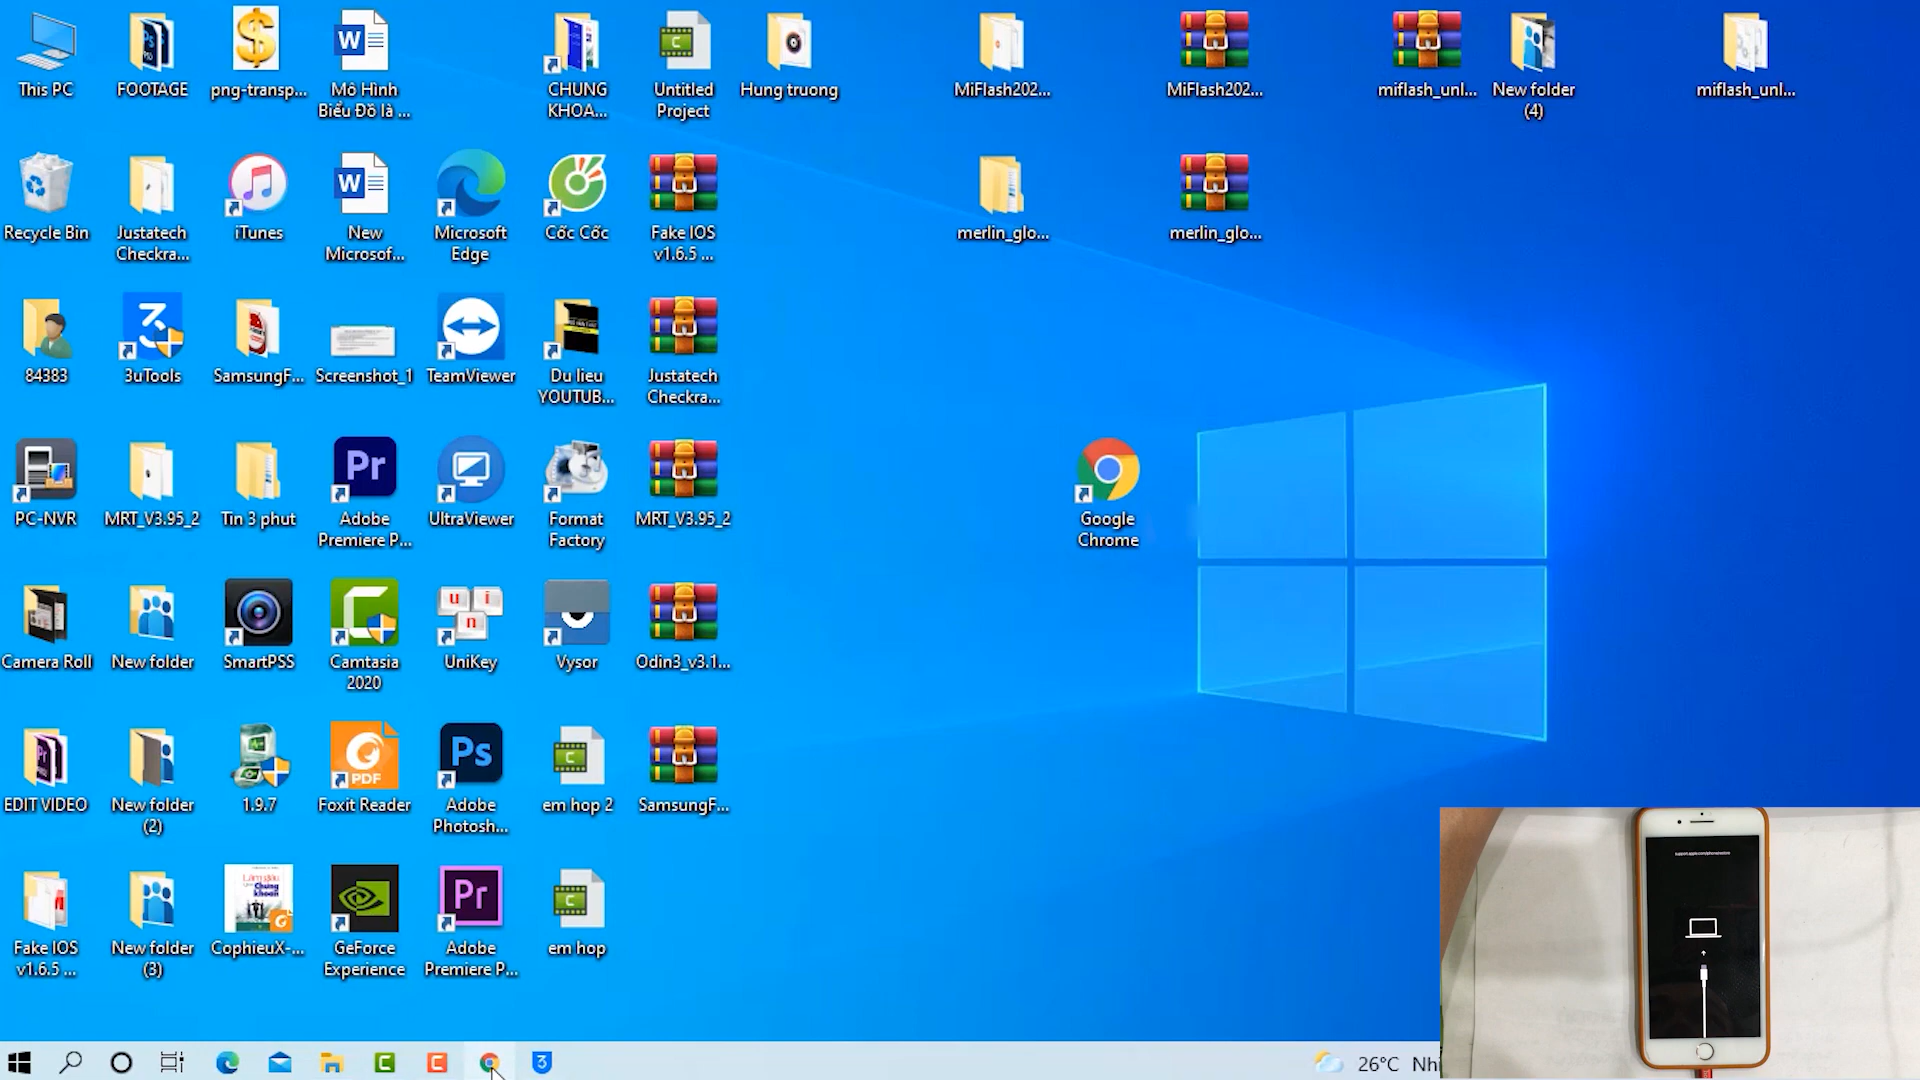 This PC
FOOTAGE
png-transp...
Mô Hình
Biểu Đồ là ...
CHUNG
KHOA...
Untitled
Project
Hung truong
MiFlash202...
MiFlash202...
miflash_unl...
New folder
(4)
miflash_unl...
Recycle Bin
Justatech
Checkra...
iTunes
New
Microsof...
Microsoft
Edge
Cốc Cốc
Fake IOS
v1.6.5 ...
merlin_glo...
merlin_glo...
84383
3uTools
SamsungF...
Screenshot_1
TeamViewer
Du lieu
YOUTUB...
Justatech
Checkra...
PC-NVR
MRT_V3.95_2
Tin 3 phut
Pr
Adobe
Premiere P...
UltraViewer
Format
Factory
MRT_V3.95_2
Google
Chrome
Camera Roll
New folder
SmartPSS
Camtasia
2020
u i
n
UniKey
Vysor
Odin3_v3.1...
EDIT VIDEO
New folder
(2)
1.9.7
PDF
Foxit Reader
Ps
Adobe
Photosh...
em hop 2
SamsungF...
Fake IOS
v1.6.5 ...
New folder
(3)
CophieuX-...
GeForce
Experience
Pr
Adobe
Premiere P...
em hop
26°C Nhi